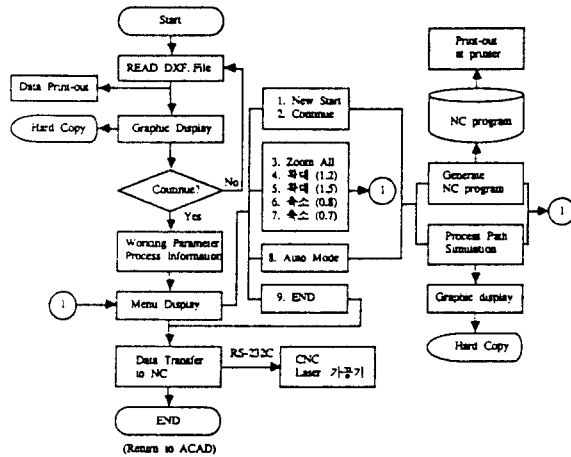 Start
READ DXF. File
Data Print-out
Hard Copy
Graphic Display
Continue?
No
Yes
Working Parameter
Process Information
1
Menu Display
Data Transfer
to NC
RS-232C
CNC
Laser 가공기
END
(Return to ACAD)
1. New Start
2. Continue
3. Zoom All
4. 확대 (1.2)
5. 확대 (1.5)
6. 축소 (0.8)
7. 축소 (0.7)
8. Auto Mode
9. END
1
Print-out
at printer
NC program
Generate
NC program
Process Path
Simulation
1
Graphic display
Hard Copy